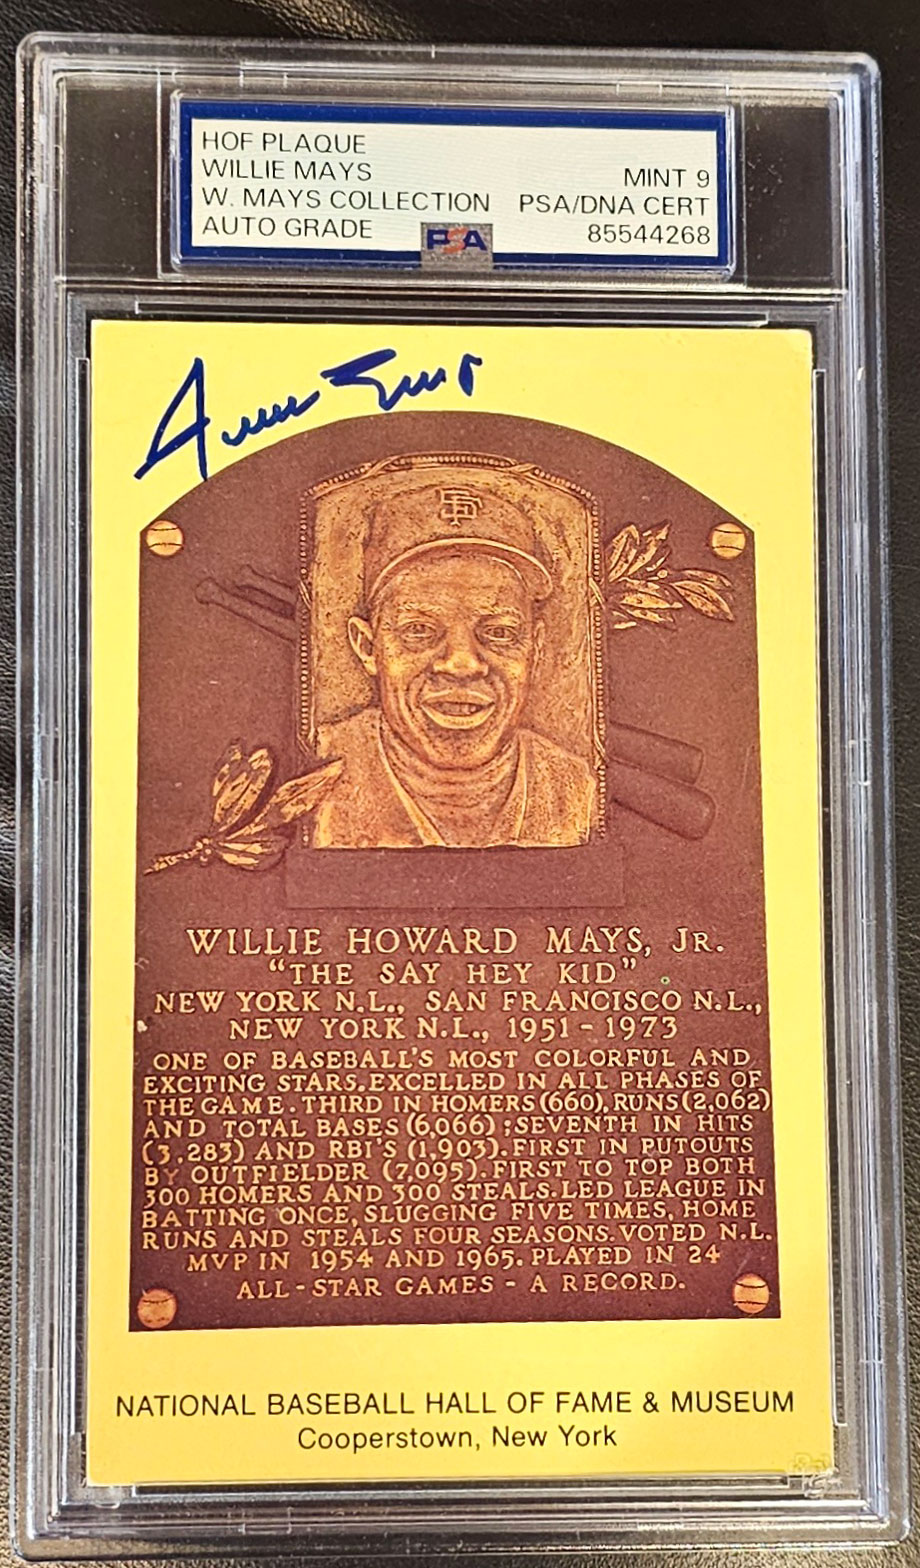 HOF PLAQUE
WILLIE MAYS
W. MAYS COLLECTION
AUTO GRADE
MINT 9
PSA/DNA CERT
85544268
PSA
SF
WILLIE HOWARD MAYS, JR.
"THE SAY HEY KID"
NEW YORK N.L., SAN FRANCISCO N.L.,
NEW YORK N.L., 1951 - 1973
ONE OF BASEBALL'S MOST COLORFUL AND
EXCITING STARS. EXCELLED IN ALL PHASES OF
THE GAME. THIRD IN HOMERS (660), RUNS (2,062)
AND TOTAL BASES (6,066); SEVENTH IN HITS
(3,283) AND RBI'S (1,903). FIRST IN PUTOUTS
BY OUTFIELDER (7,095). FIRST TO TOP BOTH
300 HOMERS AND 300 STEALS. LED LEAGUE IN
BATTING ONCE, SLUGGING FIVE TIMES, HOME
RUNS AND STEALS FOUR SEASONS. VOTED N.L.
MVP IN 1954 AND 1965. PLAYED IN 24
ALL-STAR GAMES - A RECORD.
NATIONAL BASEBALL HALL OF FAME & MUSEUM
Cooperstown, New York